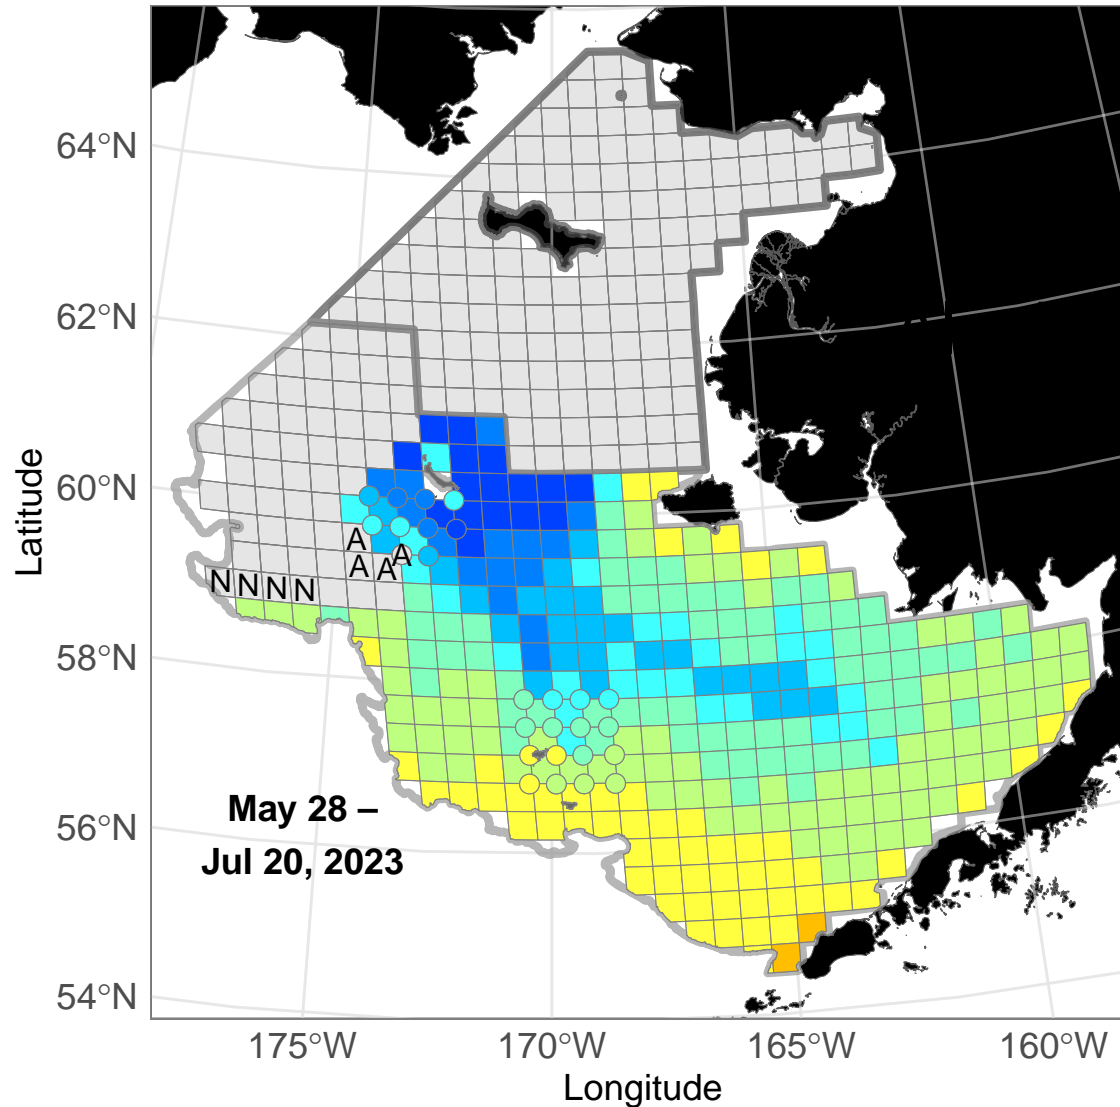 64°N
62°N
60°N
58°N
56°N
54°N
Latitude
A
A
A A
N N N N
May 28 –
Jul 20, 2023
175°W 170°W 165°W 160°W
Longitude